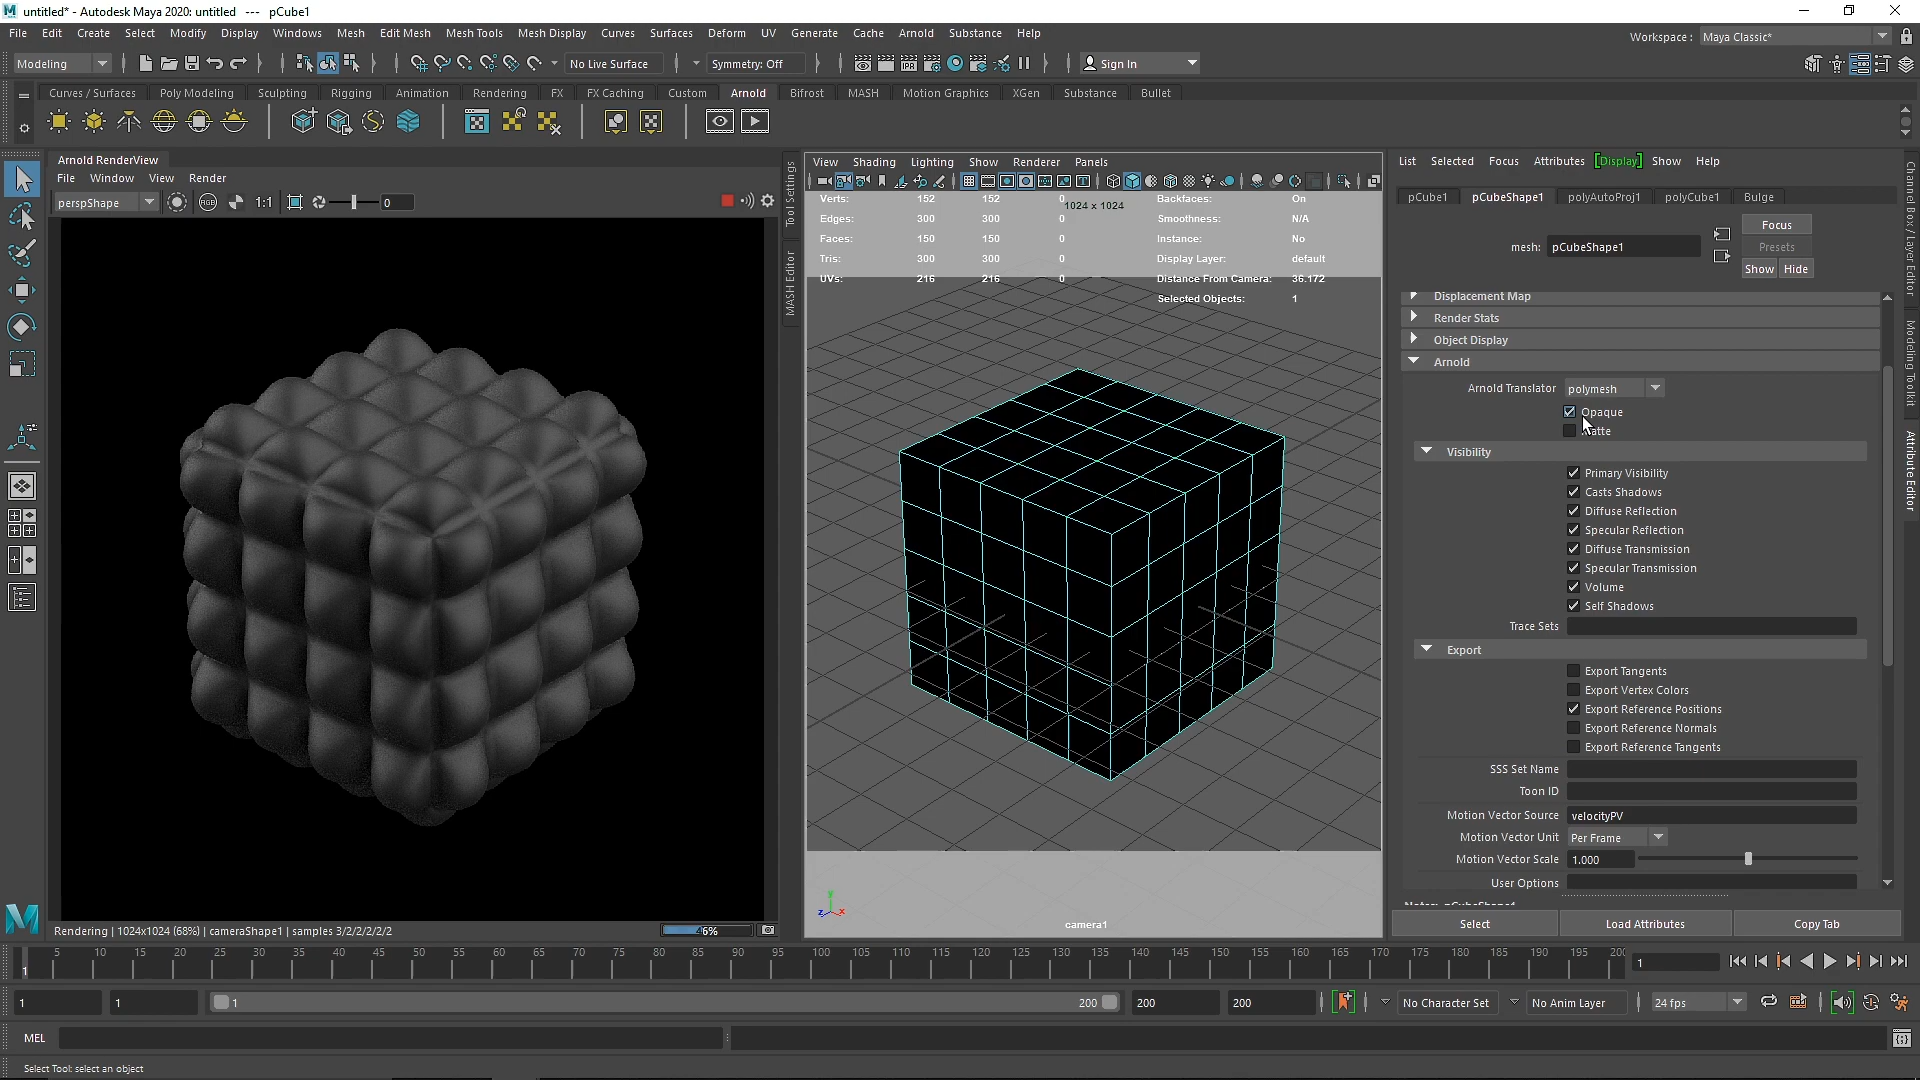 untitled* - Autodesk Maya 2020: untitled --- pCube1
File Edit Create Select Modify Display Windows Mesh Edit Mesh Mesh Tools Mesh Display Curves Surfaces Deform UV Generate Cache Arnold Substance Help
Workspace : Maya Classic*
Modeling No Live Surface Symmetry: Off Sign In
Curves / Surfaces Poly Modeling Sculpting Rigging Animation Rendering FX FX Caching Custom Arnold Bifrost MASH Motion Graphics XGen Substance Bullet
Arnold RenderView
File Window View Render
perspShape RGB 1:1 0
Tool Settings
MASH Editor
View Shading Lighting Show Renderer Panels
Verts: 152 152 0 1024 x 1024 Backfaces: On
Edges: 300 300 0 Smoothness: N/A
Faces: 150 150 0 Instance: No
Tris: 300 300 0 Display Layer: default
UVs: 216 216 0 Distance From Camera: 36.172
Selected Objects: 1
camera1
List Selected Focus Attributes [Display] Show Help
pCube1 pCubeShape1 polyAutoProj1 polyCube1 Bulge
mesh: pCubeShape1
Focus
Presets
Show Hide
Displacement Map
Render Stats
Object Display
Arnold
Arnold Translator polymesh
Opaque
Visibility
Primary Visibility
Casts Shadows
Diffuse Reflection
Specular Reflection
Diffuse Transmission
Specular Transmission
Volume
Self Shadows
Trace Sets
Export
Export Tangents
Export Vertex Colors
Export Reference Positions
Export Reference Normals
Export Reference Tangents
SSS Set Name
Toon ID
Motion Vector Source velocityPV
Motion Vector Unit Per Frame
Motion Vector Scale 1.000
User Options
Select Load Attributes Copy Tab
Channel Box / Layer Editor
Modeling Toolkit
Attribute Editor
Rendering | 1024x1024 (68%) | cameraShape1 | samples 3/2/2/2/2/2
5 10 15 20 25 30 35 40 45 50 55 60 65 70 75 80 85 90 95 100 105 110 115 120 125 130 135 140 145 150 155 160 165 170 175 180 185 190 195 200
1 1
1 1 1 200 200 200 No Character Set No Anim Layer 24 fps
MEL
Select Tool: select an object